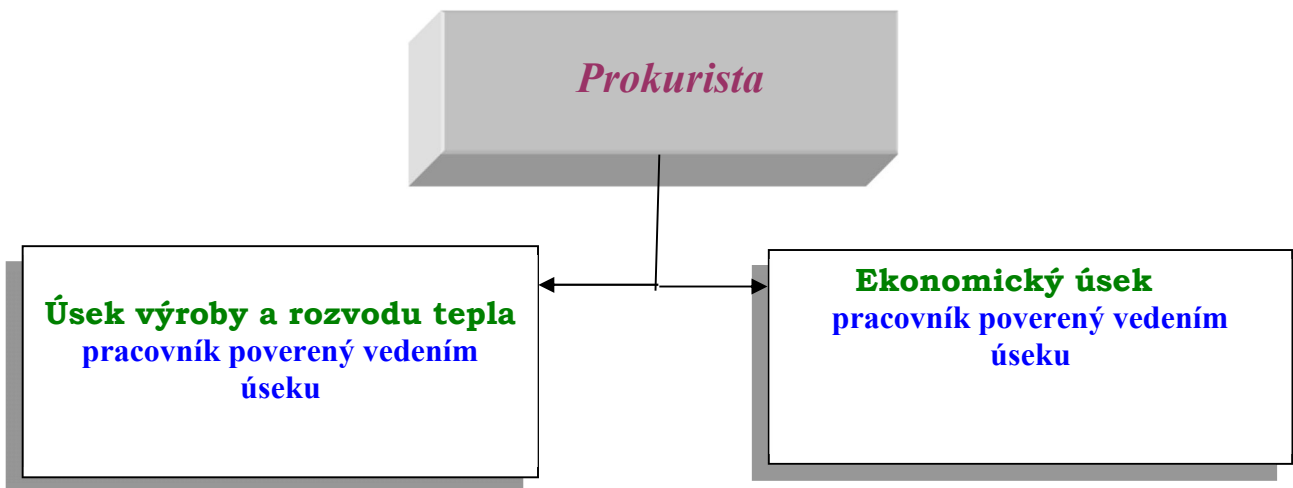 Prokurista
Úsek výroby a rozvodu tepla
pracovník poverený vedením
úseku
Ekonomický úsek
pracovník poverený vedením
úseku